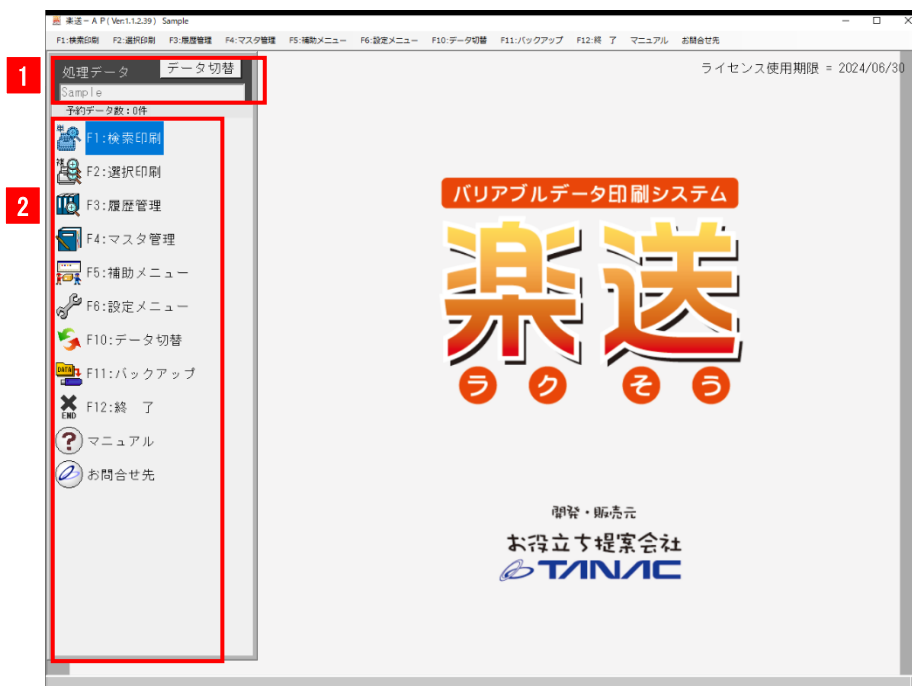 楽送－ＡＰ( Ver:1.1.2.39 ) Sample
F1:検索印刷 F2:選択印刷 F3:履歴管理 F4:マスタ管理 F5:補助メニュー F6:設定メニュー F10:データ切替 F11:バックアップ F12:終 了 マニュアル お問合せ先
1
処理データ データ切替
ライセンス使用期限 = 2024/06/30
Sample
予約データ数:0件
単
F1:検索印刷
複
F2:選択印刷
2
F3:履歴管理
F4:マスタ管理
F5:補助メニュー
F6:設定メニュー
F10:データ切替
DATA
F11:バックアップ
END
F12:終 了
?
マニュアル
お問合せ先
バリアブルデータ印刷システム
楽送
ラクそう
開発・販売元
お役立ち提案会社
TANAC